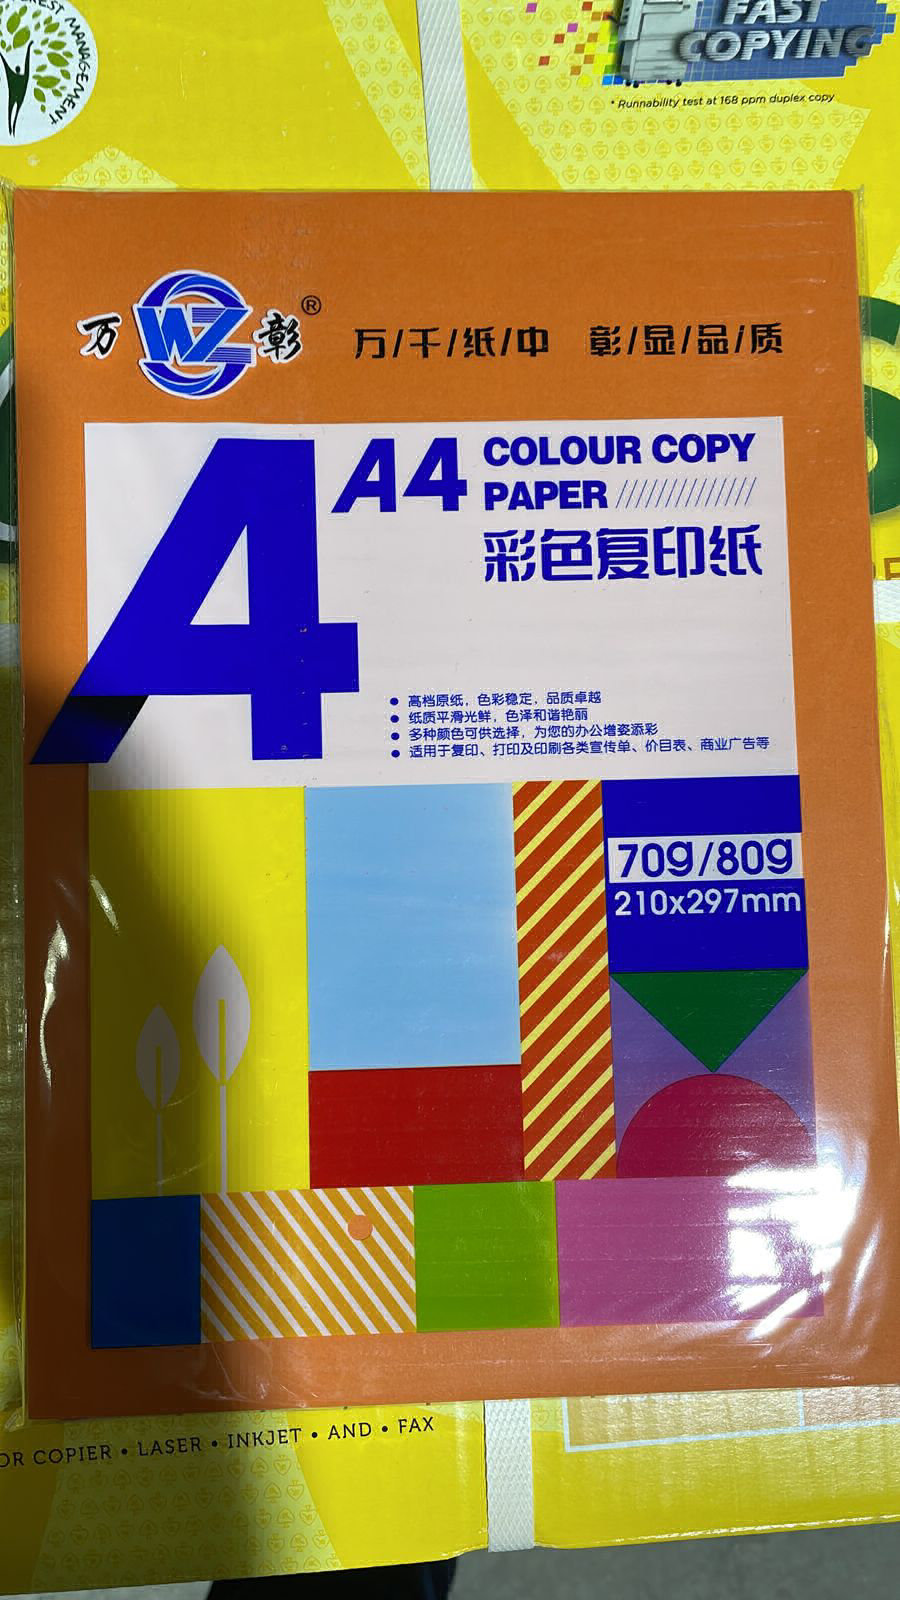 FOREST MANAGEMENT
FAST
COPYING
* Runnability test at 168 ppm duplex copy
万 WZ 彰®
万/千/纸/中 彰/显/品/质
A4
A4
COLOUR COPY
PAPER //////////////
彩色复印纸
● 高档原纸，色彩稳定，品质卓越
● 纸质平滑光鲜，色泽和谐艳丽
● 多种颜色可供选择，为您的办公增姿添彩
● 适用于复印、打印及印刷各类宣传单、价目表、商业广告等
70g/80g
210x297mm
OR COPIER • LASER • INKJET • AND • FAX